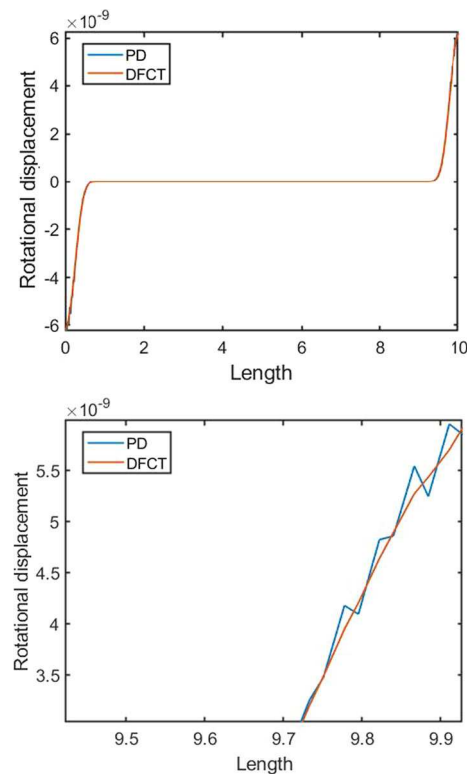 ×10⁻⁹
6
4
2
0
-2
-4
-6
Rotational displacement
PD
DFCT
0 2 4 6 8 10
Length
×10⁻⁹
5.5
5
4.5
4
3.5
Rotational displacement
PD
DFCT
9.5 9.6 9.7 9.8 9.9
Length